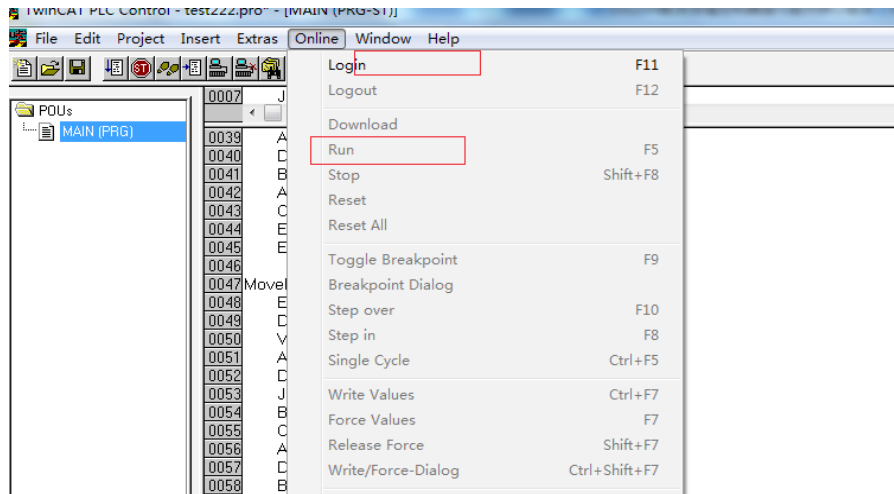 TwinCAT PLC Control - test222.pro* - [MAIN (PRG-ST)]
File Edit Project Insert Extras Online Window Help
Login F11
Logout F12
Download
Run F5
Stop Shift+F8
Reset
Reset All
Toggle Breakpoint F9
Breakpoint Dialog
Step over F10
Step in F8
Single Cycle Ctrl+F5
Write Values Ctrl+F7
Force Values F7
Release Force Shift+F7
Write/Force-Dialog Ctrl+Shift+F7
POUs
MAIN (PRG)
0007 J
0039 A
0040 D
0041 B
0042 A
0043 C
0044 E
0045 E
0046
0047 Movel
0048 E
0049 D
0050 V
0051 A
0052 D
0053 J
0054 B
0055 C
0056 A
0057 D
0058 B